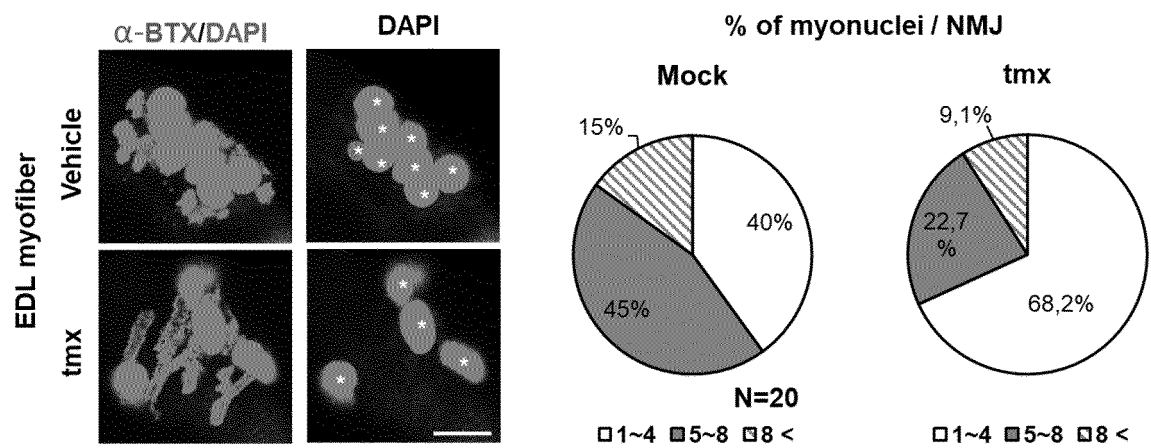 α-BTX/DAPI
DAPI
EDL myofiber
Vehicle
tmx
% of myonuclei / NMJ
Mock
tmx
15%
40%
45%
9,1%
22,7
%
68,2%
N=20
1~4 5~8 8 <
1~4 5~8 8 <